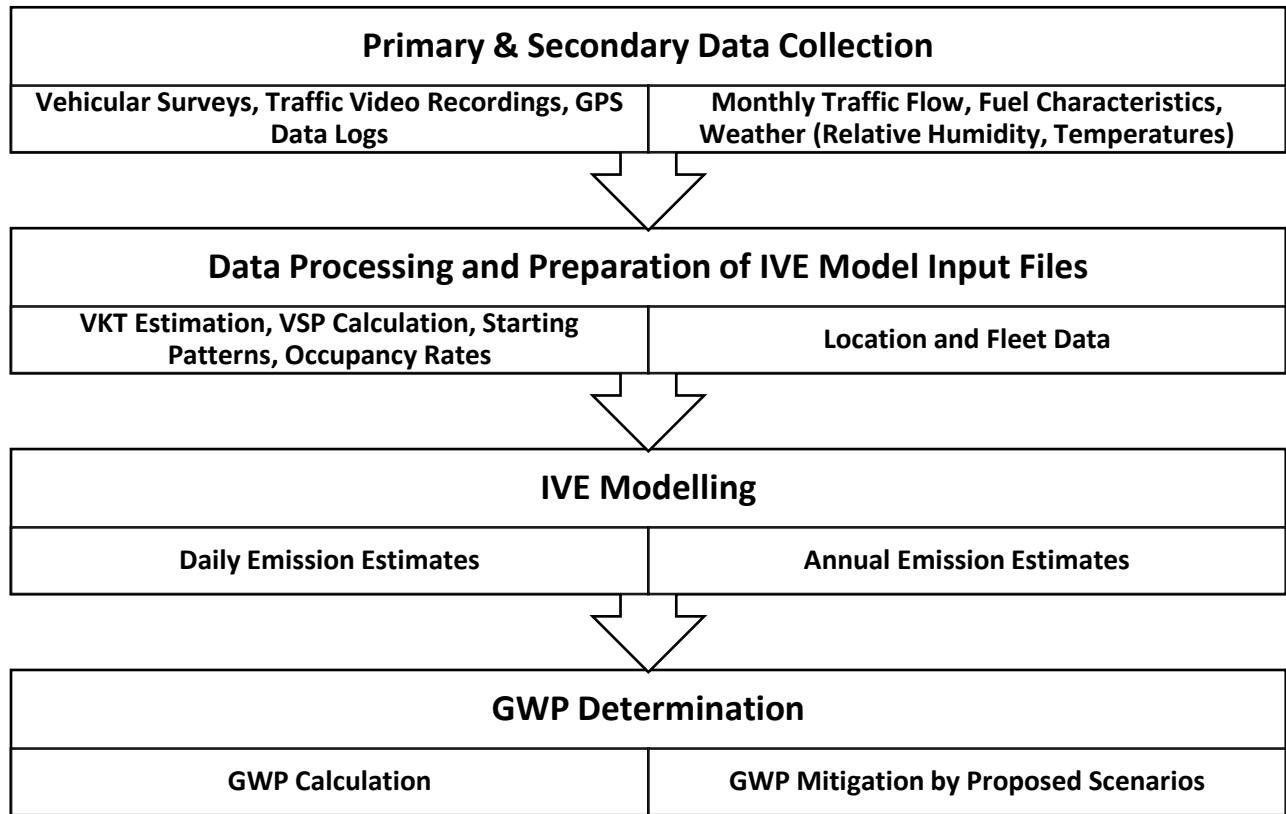 Primary & Secondary Data Collection
Vehicular Surveys, Traffic Video Recordings, GPS
Data Logs
Monthly Traffic Flow, Fuel Characteristics,
Weather (Relative Humidity, Temperatures)
Data Processing and Preparation of IVE Model Input Files
VKT Estimation, VSP Calculation, Starting
Patterns, Occupancy Rates
Location and Fleet Data
IVE Modelling
Daily Emission Estimates
Annual Emission Estimates
GWP Determination
GWP Calculation
GWP Mitigation by Proposed Scenarios